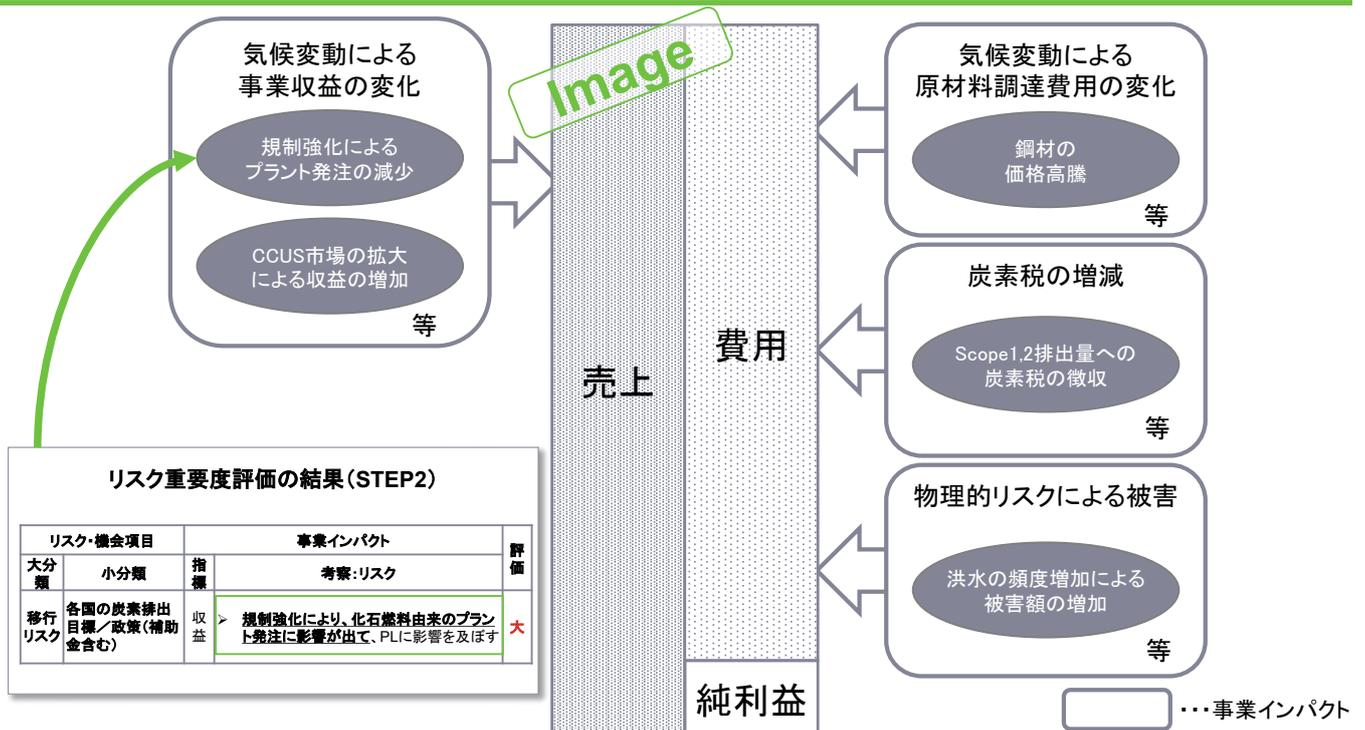 気候変動による
事業収益の変化
規制強化による
プラント発注の減少
CCUS市場の拡大
による収益の増加
等
Image
売上
費用
純利益
気候変動による
原材料調達費用の変化
鋼材の
価格高騰
等
炭素税の増減
Scope1,2排出量への
炭素税の徴収
等
物理的リスクによる被害
洪水の頻度増加による
被害額の増加
等
・・・事業インパクト
リスク重要度評価の結果(STEP2)
リスク・機会項目
事業インパクト
評価
大分類
小分類
指標
考察:リスク
移行
リスク
各国の炭素排出
目標/政策(補助
金含む)
収益
➢ 規制強化により、化石燃料由来のプラン
ト発注に影響が出て、PLに影響を及ぼす
大